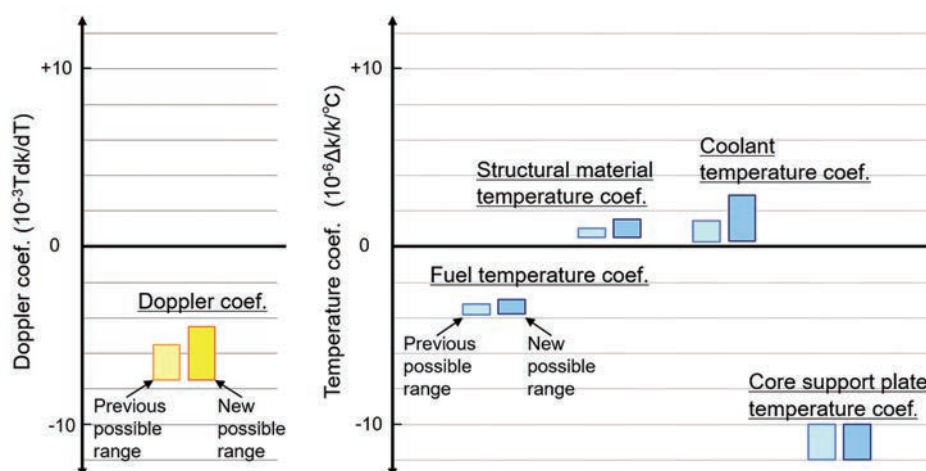 Doppler coef. (10⁻³Tdk/dT)
+10
0
-10
Doppler coef.
Previous
possible
range
New
possible
range
Temperature coef. (10⁻⁶Δk/k/℃)
+10
0
-10
Structural material
temperature coef.
Coolant
temperature coef.
Fuel temperature coef.
Previous
possible
range
New
possible
range
Core support plate
temperature coef.